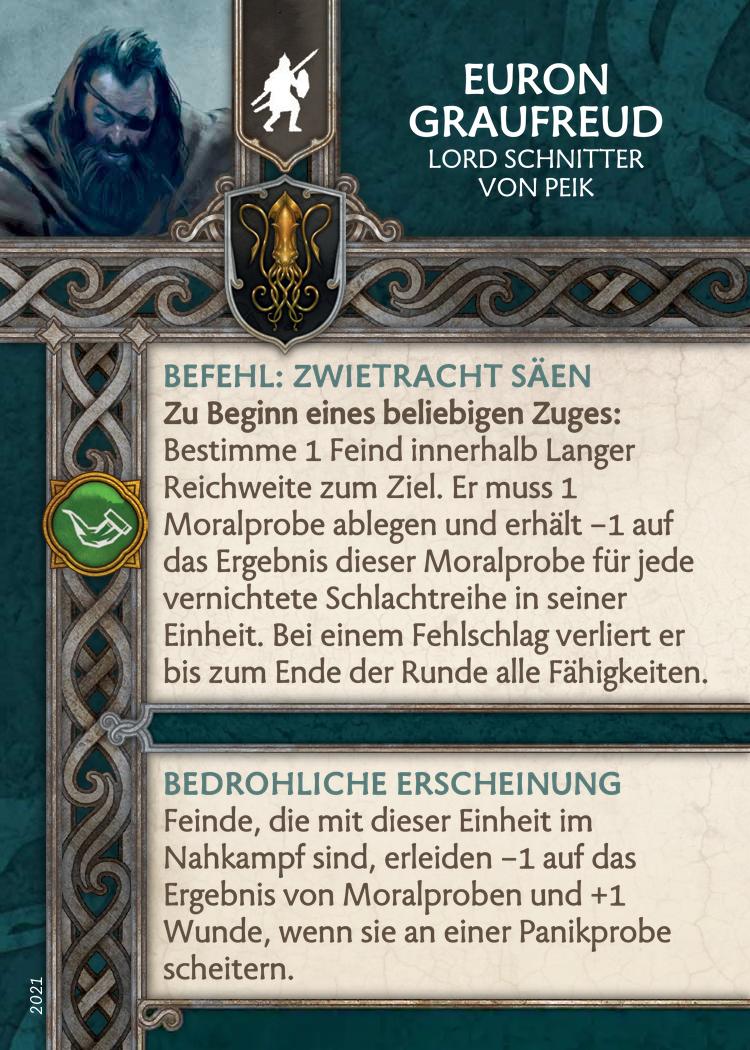 EURON
GRAUFREUD
LORD SCHNITTER
VON PEIK
BEFEHL: ZWIETRACHT SÄEN
Zu Beginn eines beliebigen Zuges:
Bestimme 1 Feind innerhalb Langer
Reichweite zum Ziel. Er muss 1
Moralprobe ablegen und erhält −1 auf
das Ergebnis dieser Moralprobe für jede
vernichtete Schlachtreihe in seiner
Einheit. Bei einem Fehlschlag verliert er
bis zum Ende der Runde alle Fähigkeiten.
BEDROHLICHE ERSCHEINUNG
Feinde, die mit dieser Einheit im
Nahkampf sind, erleiden −1 auf das
Ergebnis von Moralproben und +1
Wunde, wenn sie an einer Panikprobe
scheitern.
2021